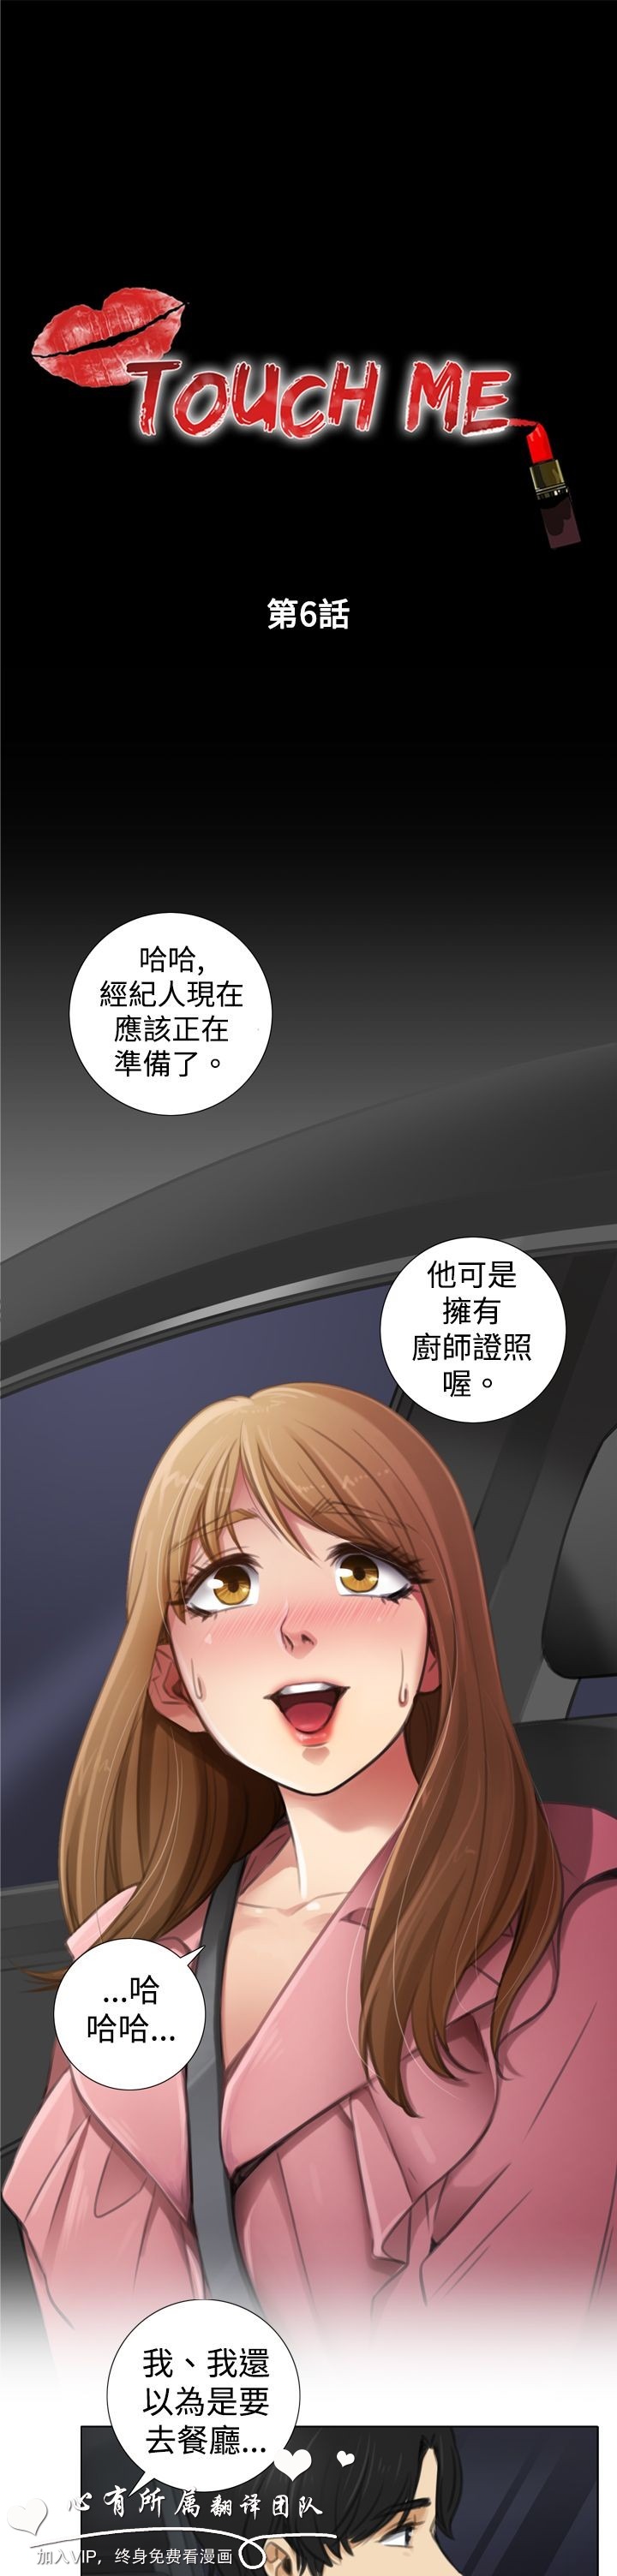 TOUCH ME
第6話
哈哈,
經紀人現在
應該正在
準備了。
他可是
擁有
廚師證照
喔。
...哈
哈哈...
我、我還
以為是要
去餐廳...
心有所属翻译团队
加入VIP，终身免费看漫画